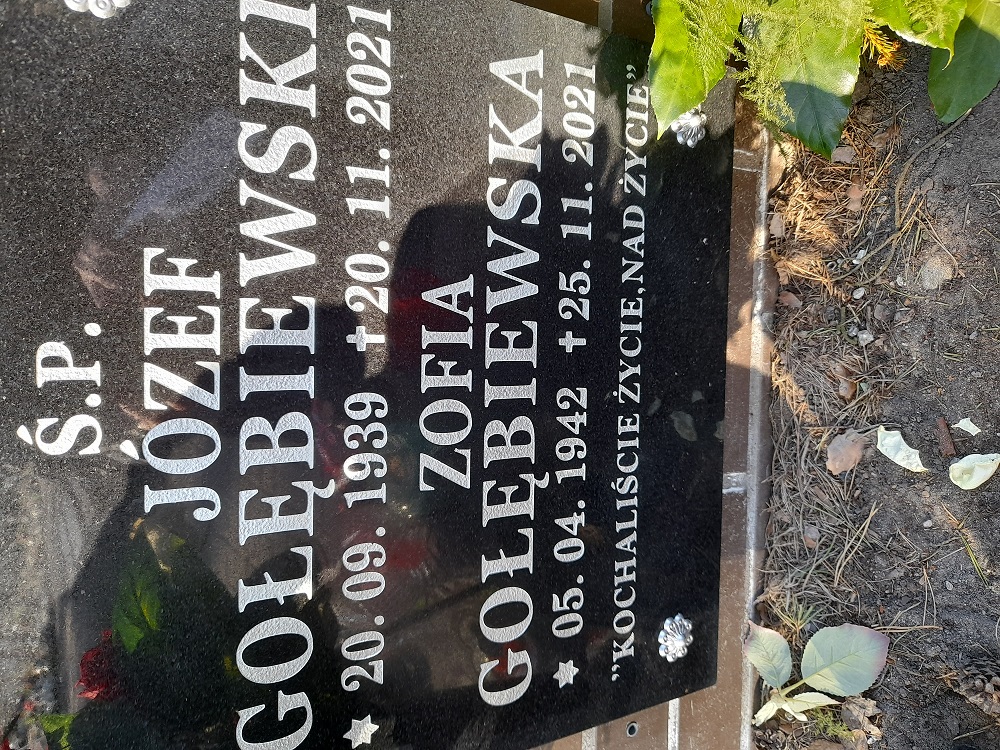 Ś.P.
JÓZEF
GOŁĘBIEWSKI
20.09.1939 ✝20.11.2021
ZOFIA
GOŁĘBIEWSKA
05.04.1942 ✝25.11.2021
"KOCHALIŚCIE ŻYCIE, NAD ŻYCIE"